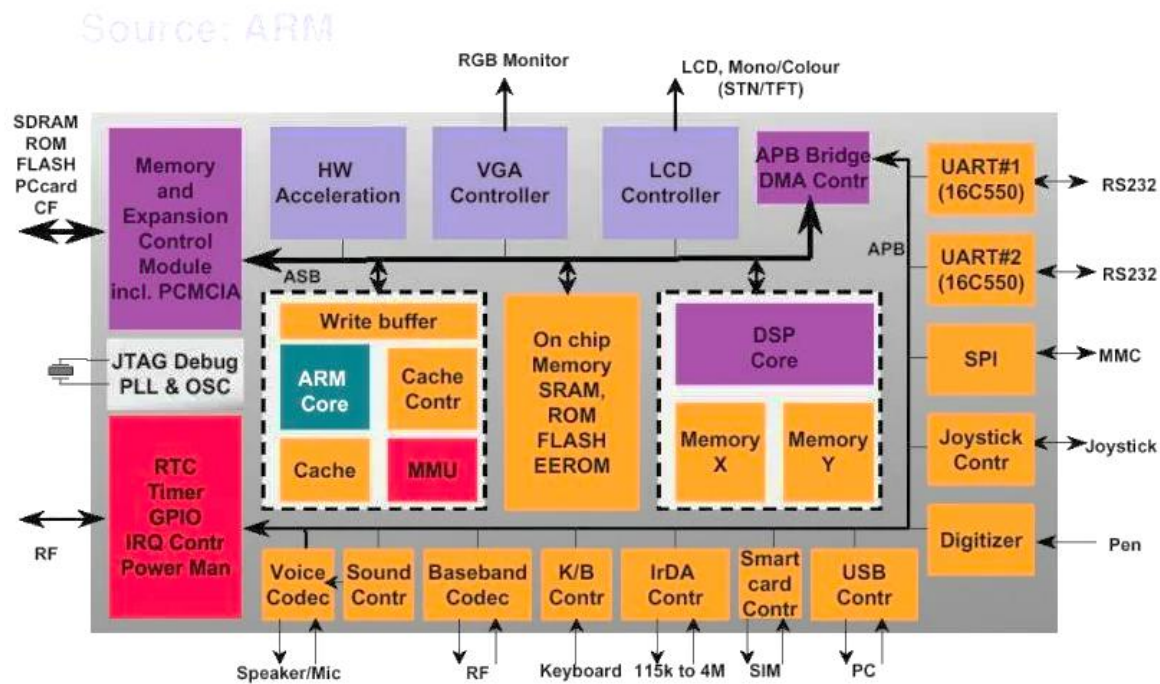 Source: ARM
RGB Monitor
LCD, Mono/Colour
(STN/TFT)
SDRAM
ROM
FLASH
PCcard
CF
Memory
and
Expansion
Control
Module
incl. PCMCIA
HW
Acceleration
VGA
Controller
LCD
Controller
APB Bridge
DMA Contr
UART#1
(16C550)
RS232
APB
UART#2
(16C550)
RS232
ASB
Write buffer
ARM
Core
Cache
Contr
Cache
MMU
On chip
Memory
SRAM,
ROM
FLASH
EEROM
DSP
Core
Memory
X
Memory
Y
SPI
MMC
JTAG Debug
PLL & OSC
Joystick
Contr
Joystick
RTC
Timer
GPIO
IRQ Contr
Power Man
RF
Digitizer
Pen
Voice
Codec
Sound
Contr
Baseband
Codec
K/B
Contr
IrDA
Contr
Smart
card
Contr
USB
Contr
Speaker/Mic
RF
Keyboard
115k to 4M
SIM
PC